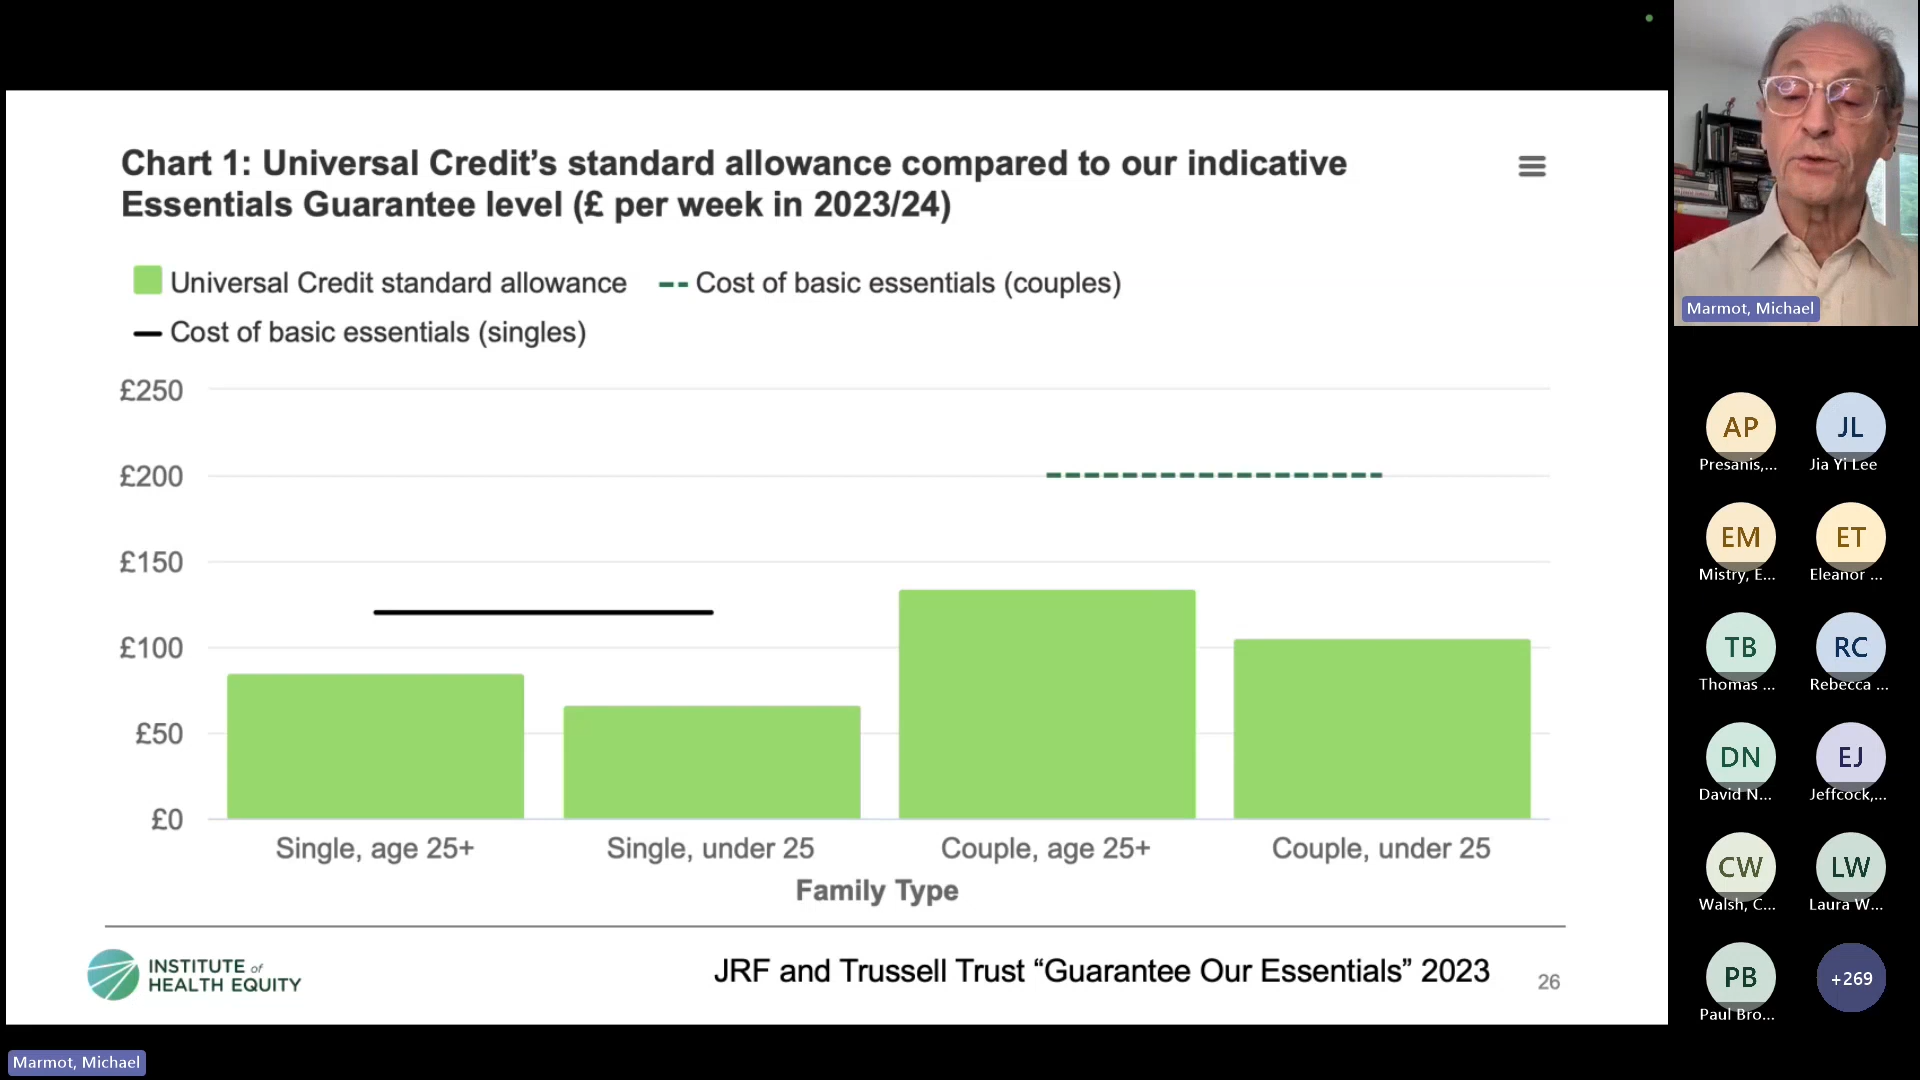 Chart 1: Universal Credit’s standard allowance compared to our indicative
Essentials Guarantee level (£ per week in 2023/24)
Universal Credit standard allowance
Cost of basic essentials (couples)
Cost of basic essentials (singles)
£250
£200
£150
£100
£50
£0
Single, age 25+
Single, under 25
Couple, age 25+
Couple, under 25
Family Type
INSTITUTE of
HEALTH EQUITY
JRF and Trussell Trust “Guarantee Our Essentials” 2023
26
Marmot, Michael
Marmot, Michael
AP
Presanis,...
JL
Jia Yi Lee
EM
Mistry, E...
ET
Eleanor ...
TB
Thomas ...
RC
Rebecca ...
DN
David N...
EJ
Jeffcock,...
CW
Walsh, C...
LW
Laura W...
PB
Paul Bro...
+269